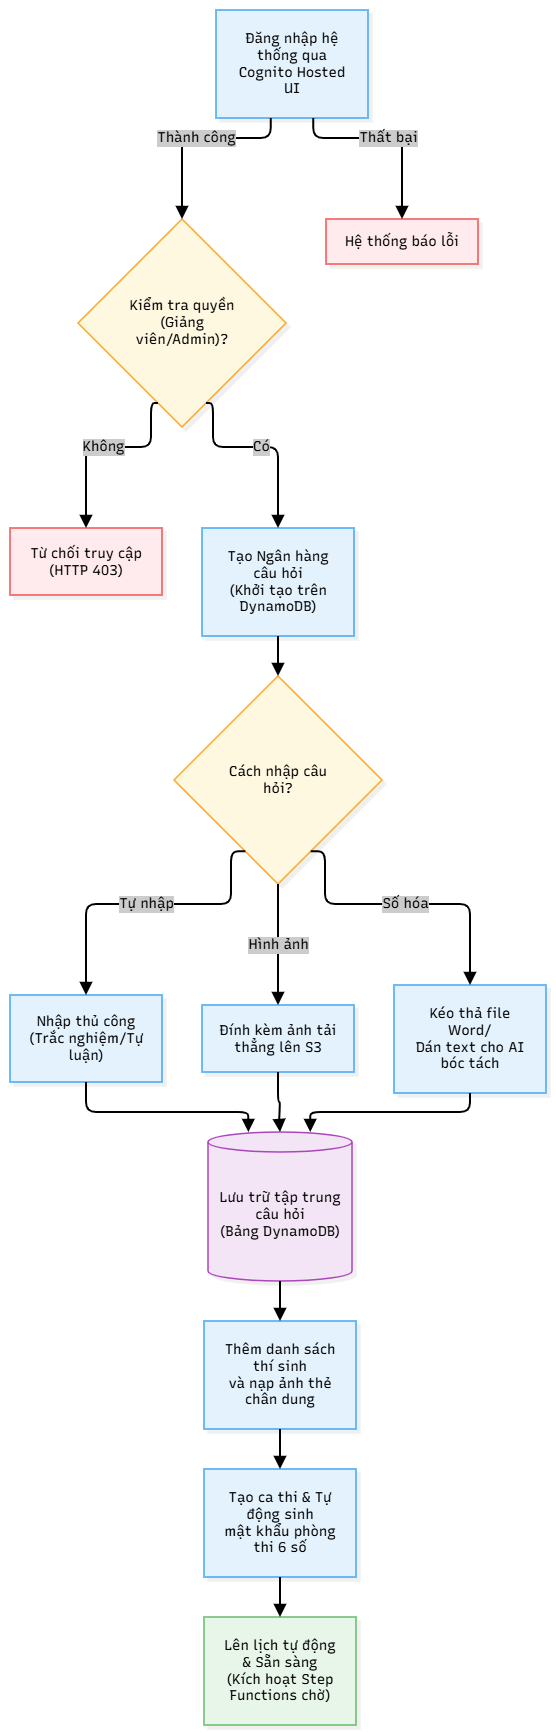 Đăng nhập hệ
thống qua
Cognito Hosted
UI
Thành công
Thất bại
Hệ thống báo lỗi
Kiểm tra quyền
(Giảng
viên/Admin)?
Không
Có
Từ chối truy cập
(HTTP 403)
Tạo Ngân hàng
câu hỏi
(Khởi tạo trên
DynamoDB)
Cách nhập câu
hỏi?
Tự nhập
Số hóa
Hình ảnh
Nhập thủ công
(Trắc nghiệm/Tự
luận)
Đính kèm ảnh tải
thẳng lên S3
Kéo thả file
Word/
Dán text cho AI
bóc tách
Lưu trữ tập trung
câu hỏi
(Bảng DynamoDB)
Thêm danh sách
thí sinh
và nạp ảnh thẻ
chân dung
Tạo ca thi & Tự
động sinh
mật khẩu phòng
thi 6 số
Lên lịch tự động
& Sẵn sàng
(Kích hoạt Step
Functions chờ)